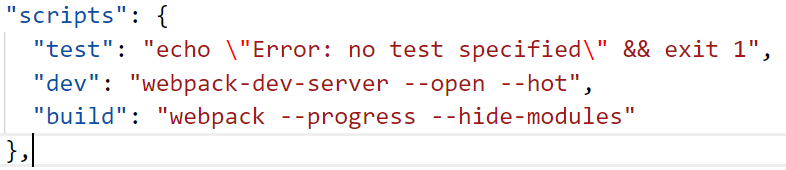 "scripts": {
  "test": "echo \"Error: no test specified\" && exit 1",
  "dev": "webpack-dev-server --open --hot",
  "build": "webpack --progress --hide-modules"
},